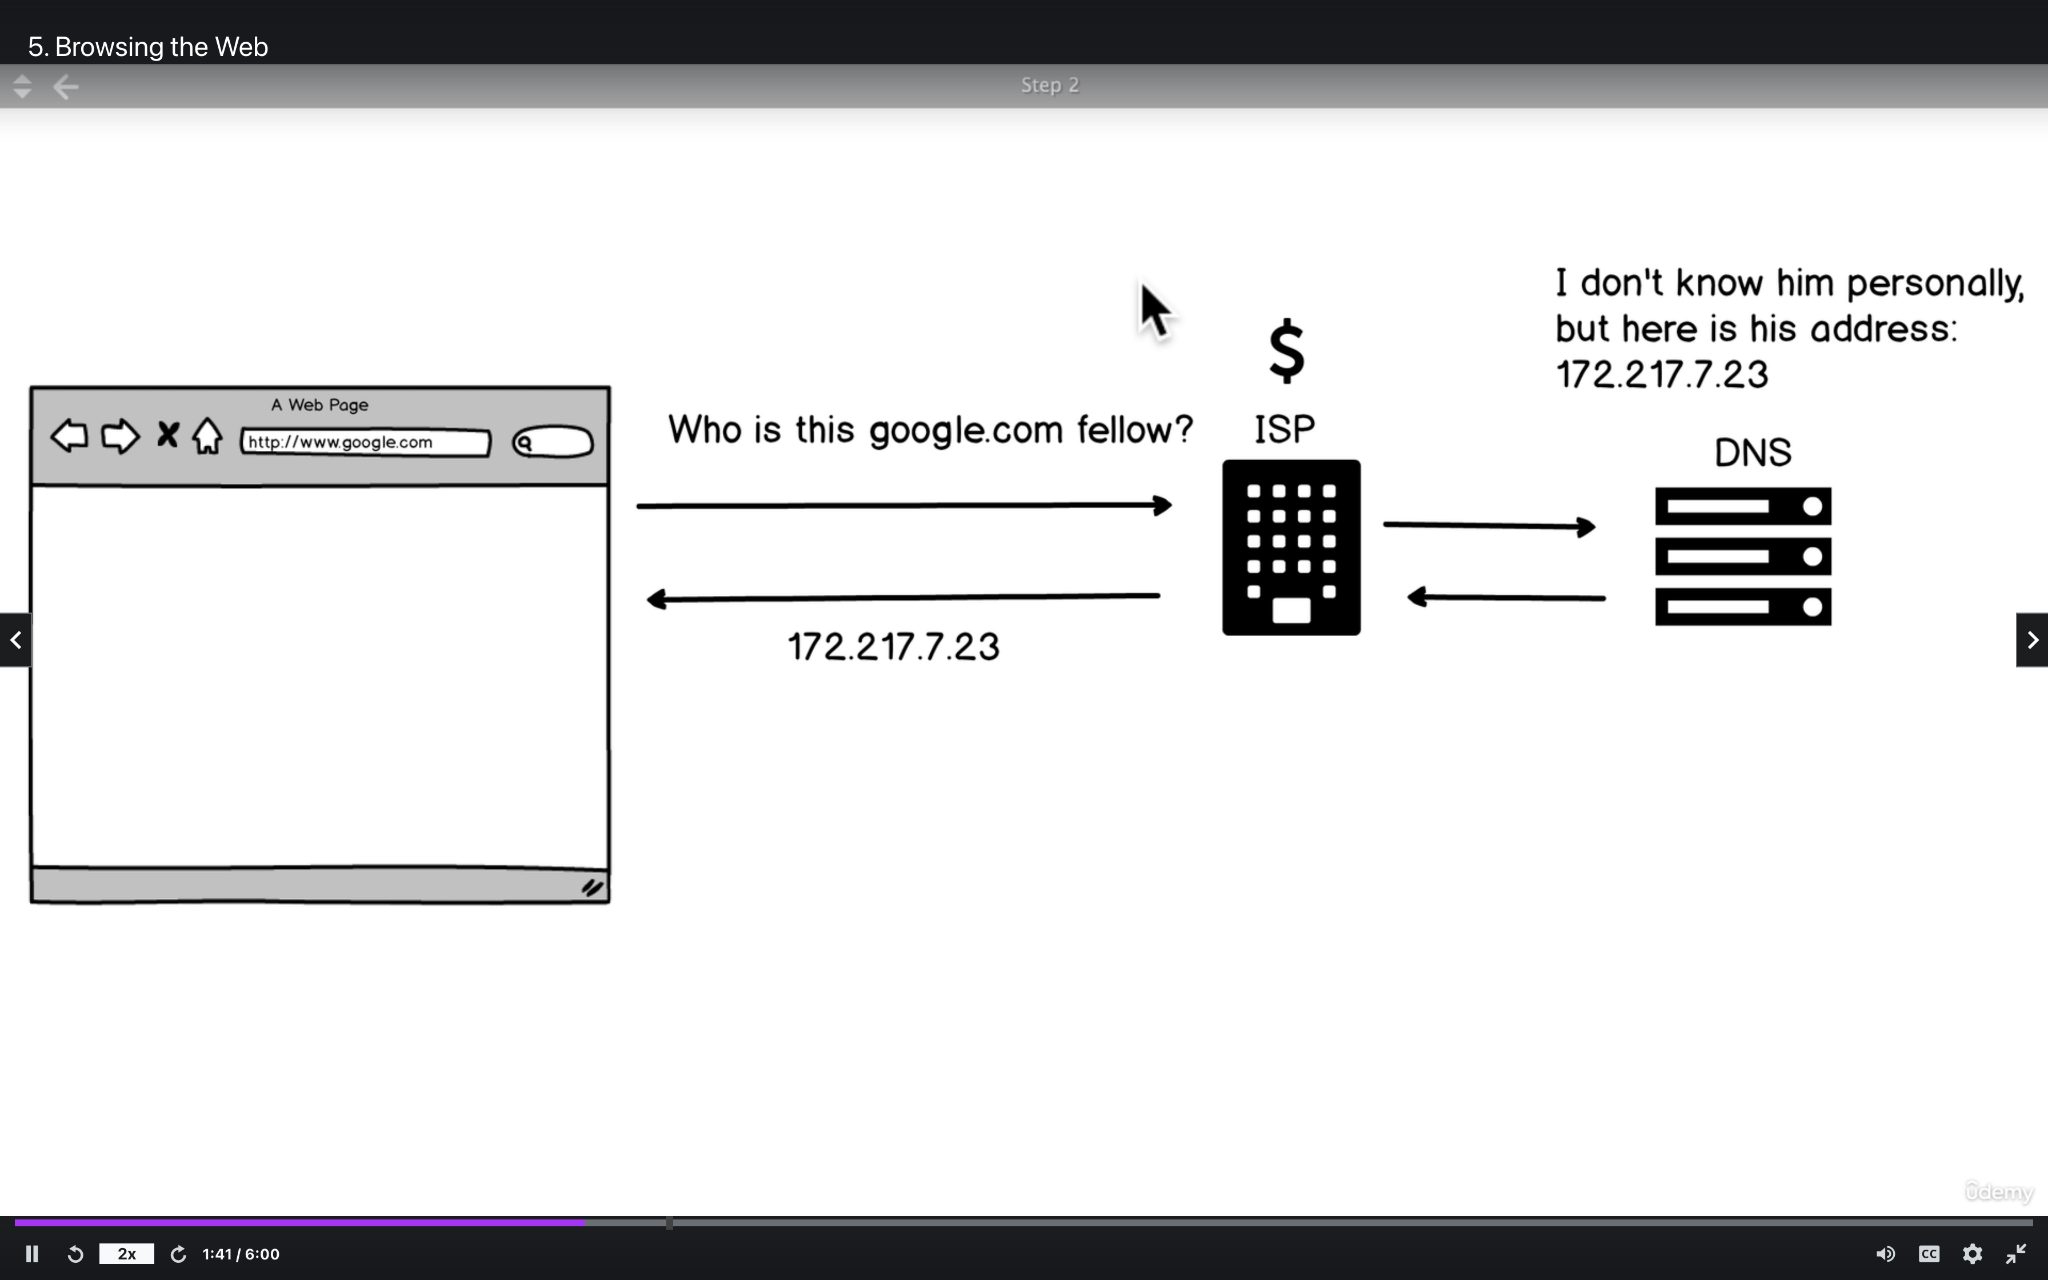 5. Browsing the Web
Step 2
I don't know him personally,
but here is his address:
172.217.7.23
$
A Web Page
http://www.google.com
Who is this google.com fellow?
ISP
DNS
172.217.7.23
ûdemy
2x
1:41 / 6:00
CC